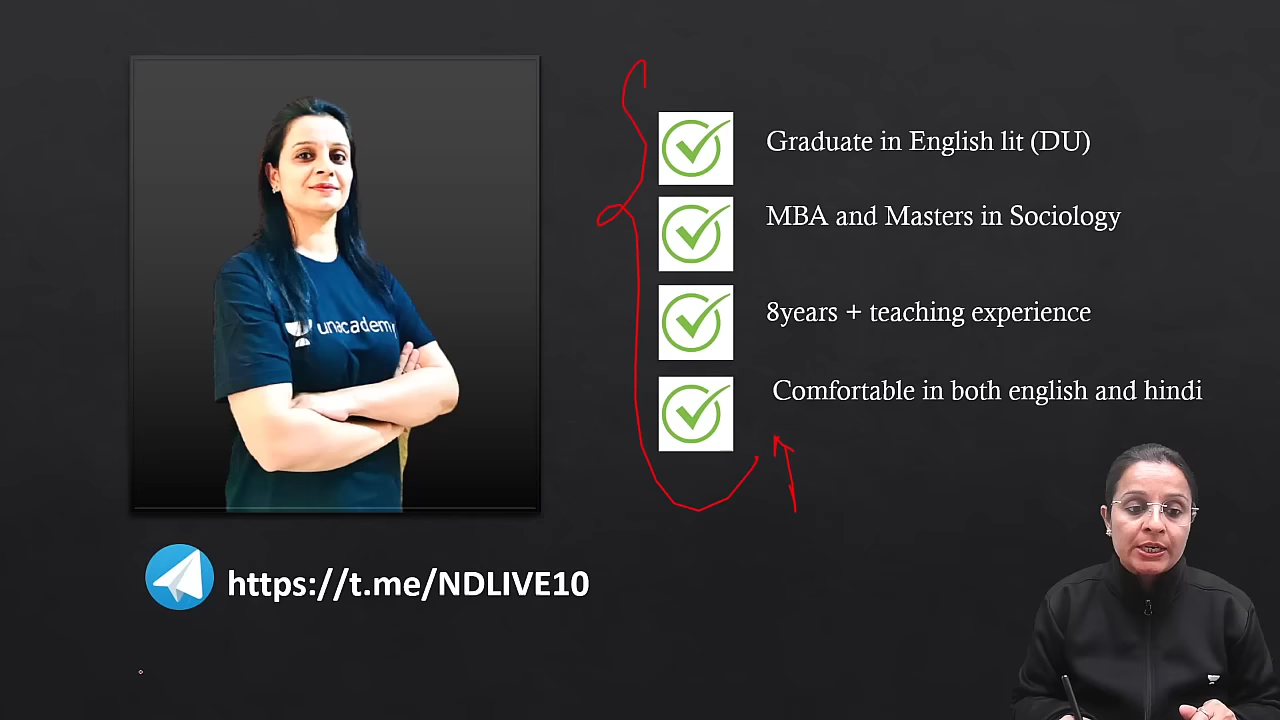 Graduate in English lit (DU)
MBA and Masters in Sociology
8years + teaching experience
Comfortable in both english and hindi
unacademy
https://t.me/NDLIVE10